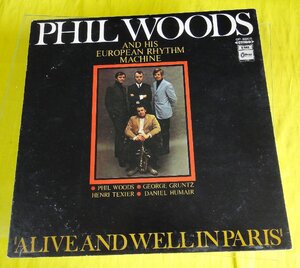 PHIL WOODS
AND HIS
EUROPEAN RHYTHM
MACHINE
• PHIL WOODS • GEORGE GRUNTZ
HENRI TEXIER • DANIEL HUMAIR
'ALIVE AND WELL IN PARIS'